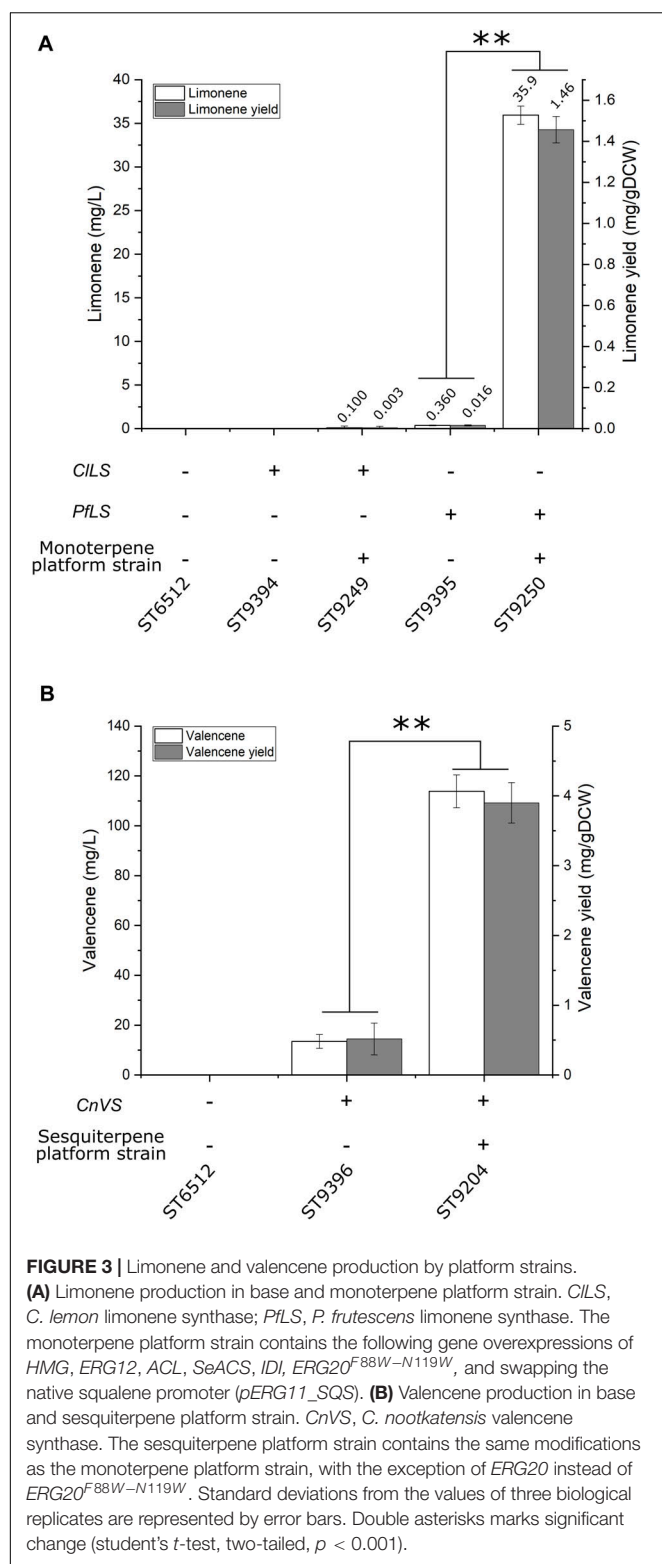 A
**
40
35
30
25
20
15
10
5
0
Limonene (mg/L)
Limonene
Limonene yield
0.100
0.003
0.360
0.016
35.9
1.46
1.6
1.4
1.2
1.0
0.8
0.6
0.4
0.2
0.0
Limonene yield (mg/gDCW)
ClLS - + + - -
PfLS - - - + +
Monoterpene
platform strain - - + - +
ST6512 ST9394 ST9249 ST9395 ST9250
B
**
140
120
100
80
60
40
20
0
Valencene (mg/L)
Valencene
Valencene yield
5
4
3
2
1
0
Valencene yield (mg/gDCW)
CnVS - + +
Sesquiterpene
platform strain - - +
ST6512 ST9396 ST9204
FIGURE 3 | Limonene and valencene production by platform strains.
(A) Limonene production in base and monoterpene platform strain. ClLS,
C. lemon limonene synthase; PfLS, P. frutescens limonene synthase. The
monoterpene platform strain contains the following gene overexpressions of
HMG, ERG12, ACL, SeACS, IDI, ERG20^F88W–N119W, and swapping the
native squalene promoter (pERG11_SQS). (B) Valencene production in base
and sesquiterpene platform strain. CnVS, C. nootkatensis valencene
synthase. The sesquiterpene platform strain contains the same modifications
as the monoterpene platform strain, with the exception of ERG20 instead of
ERG20^F88W–N119W. Standard deviations from the values of three biological
replicates are represented by error bars. Double asterisks marks significant
change (student's t-test, two-tailed, p < 0.001).